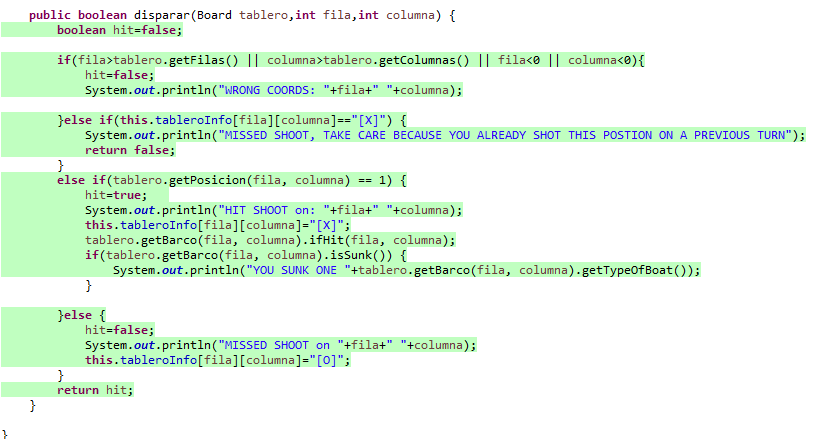 public boolean disparar(Board tablero,int fila,int columna) {
boolean hit=false;
if(fila>tablero.getFilas() || columna>tablero.getColumnas() || fila<0 || columna<0){
hit=false;
System.out.println("WRONG COORDS: "+fila+" "+columna);
}else if(this.tableroInfo[fila][columna]=="[X]") {
System.out.println("MISSED SHOOT, TAKE CARE BECAUSE YOU ALREADY SHOT THIS POSTION ON A PREVIOUS TURN");
return false;
}
else if(tablero.getPosicion(fila, columna) == 1) {
hit=true;
System.out.println("HIT SHOOT on: "+fila+" "+columna);
this.tableroInfo[fila][columna]="[X]";
tablero.getBarco(fila, columna).ifHit(fila, columna);
if(tablero.getBarco(fila, columna).isSunk()) {
System.out.println("YOU SUNK ONE "+tablero.getBarco(fila, columna).getTypeOfBoat());
}
}else {
hit=false;
System.out.println("MISSED SHOOT on "+fila+" "+columna);
this.tableroInfo[fila][columna]="[O]";
}
return hit;
}
}